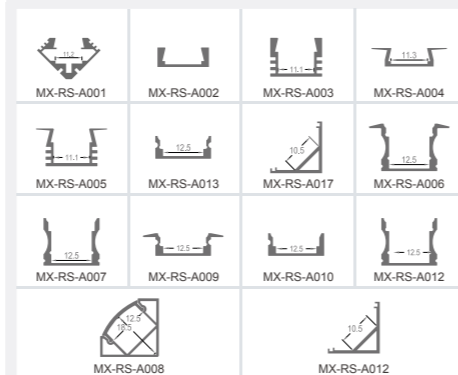 11.2
MX-RS-A001
MX-RS-A002
11.1
MX-RS-A003
11.3
MX-RS-A004
11.1
MX-RS-A005
12.5
MX-RS-A013
10.5
MX-RS-A017
12.5
MX-RS-A006
12.5
MX-RS-A007
12.5
MX-RS-A009
12.5
MX-RS-A010
12.5
MX-RS-A012
12.5
18.5
MX-RS-A008
10.5
MX-RS-A012